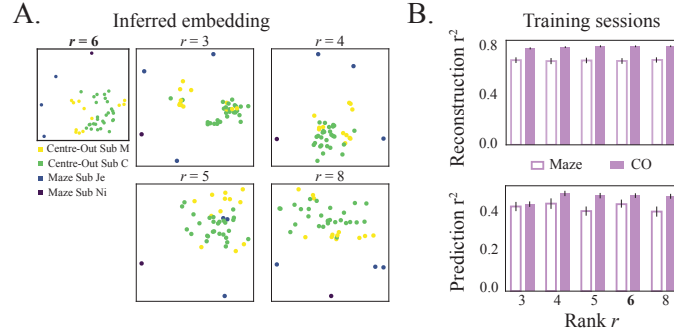 A.
Inferred embedding
r = 6
r = 3
r = 4
Centre-Out Sub M
Centre-Out Sub C
Maze Sub Je
Maze Sub Ni
r = 5
r = 8
B.
Training sessions
Reconstruction r²
0.8
0.4
0.0
Maze
CO
Prediction r²
0.4
0.2
0.0
3
4
5
6
8
Rank r